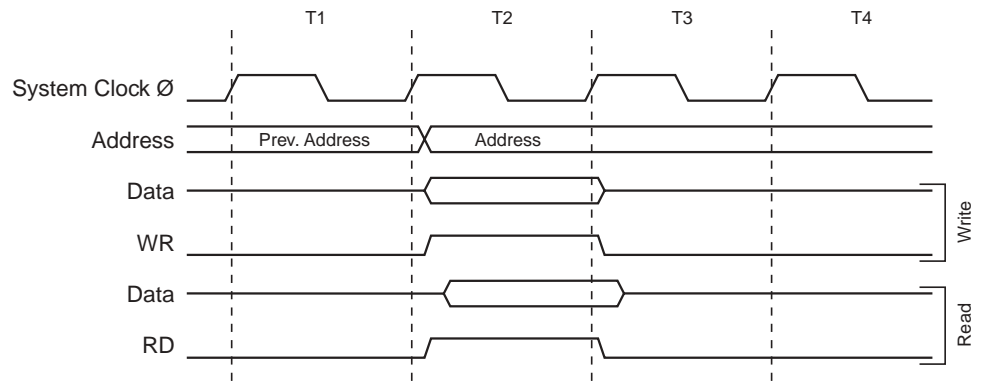 T1 T2 T3 T4
System Clock Ø
Address Prev. Address Address
Data
WR
Write
Data
RD
Read